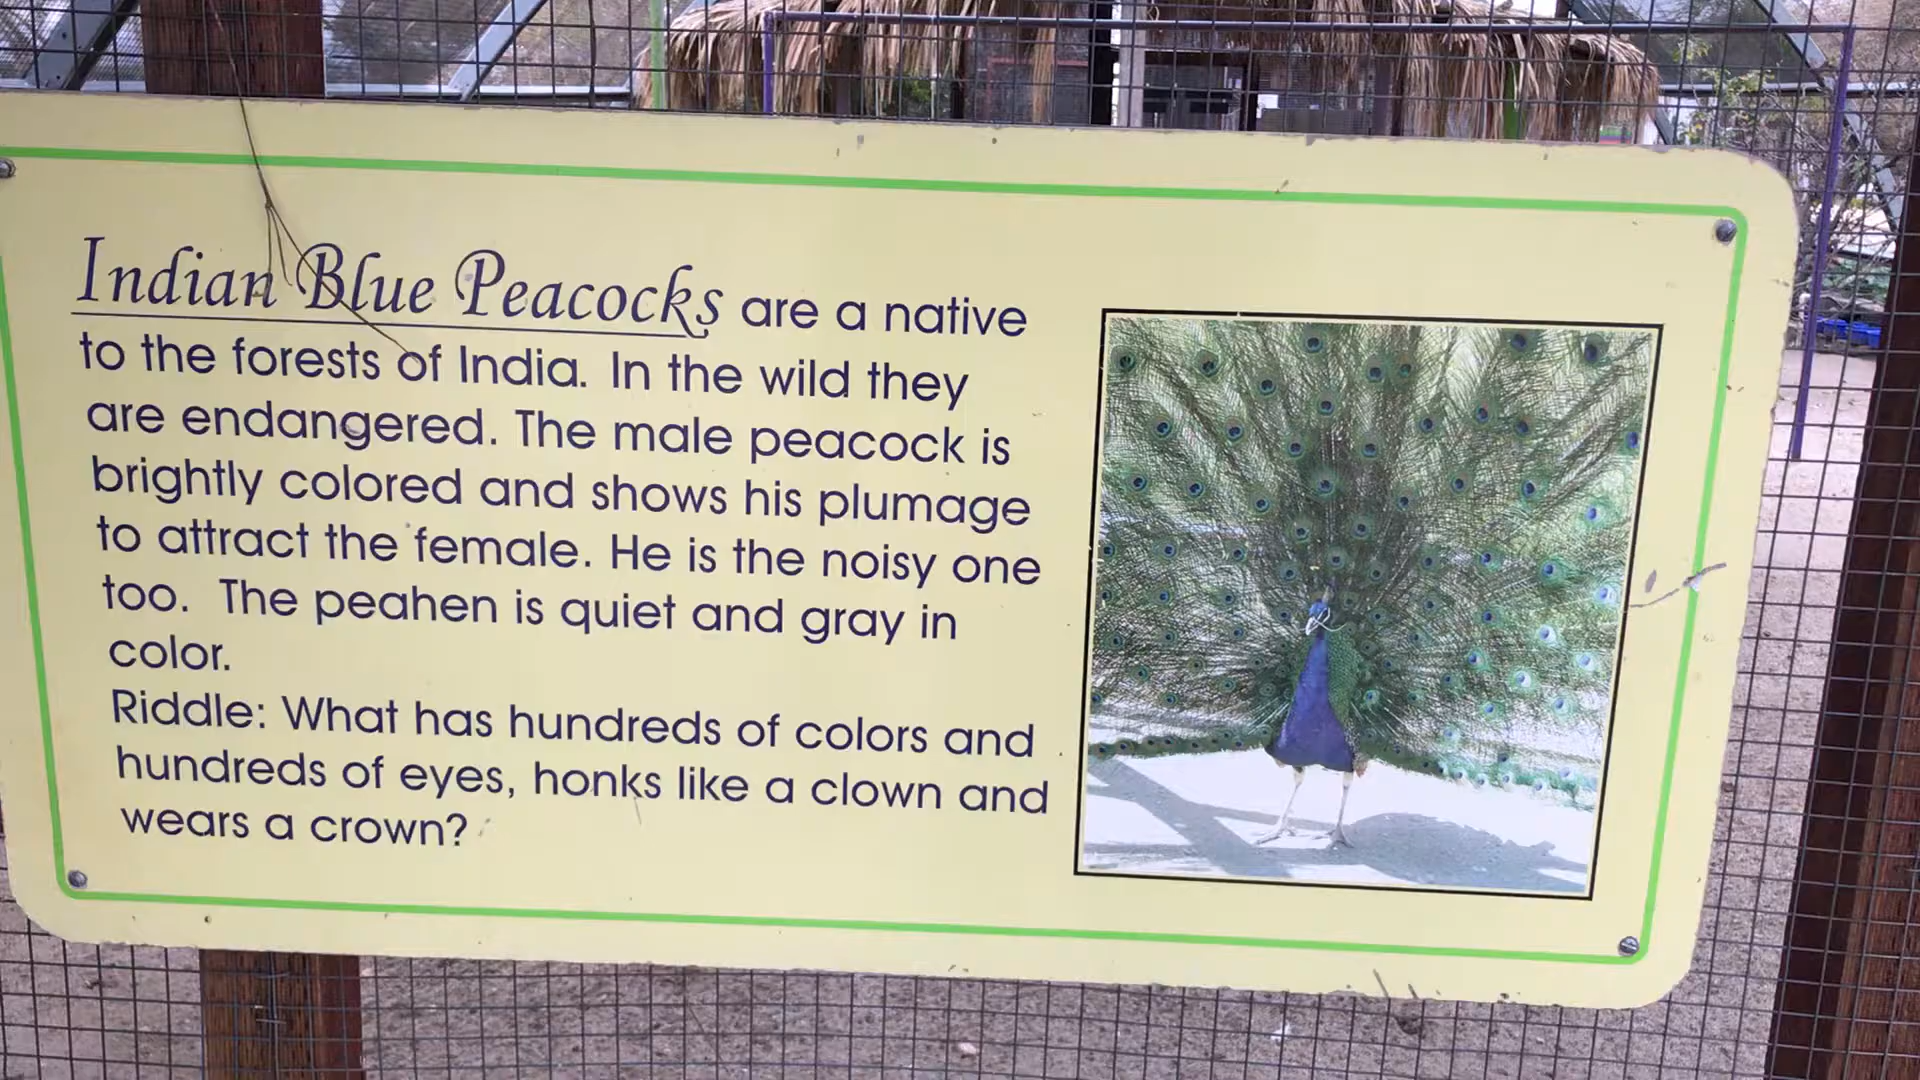 Indian Blue Peacocks are a native
to the forests of India. In the wild they
are endangered. The male peacock is
brightly colored and shows his plumage
to attract the female. He is the noisy one
too. The peahen is quiet and gray in
color.
Riddle: What has hundreds of colors and
hundreds of eyes, honks like a clown and
wears a crown?